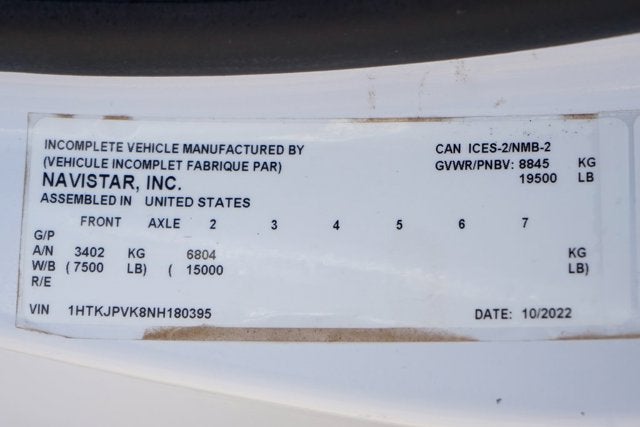 INCOMPLETE VEHICLE MANUFACTURED BY CAN ICES-2/NMB-2
(VEHICULE INCOMPLET FABRIQUE PAR) GVWR/PNBV: 8845 KG
NAVISTAR, INC. 19500 LB
ASSEMBLED IN UNITED STATES
FRONT AXLE 2 3 4 5 6 7
G/P
A/N 3402 KG 6804 KG
W/B (7500 LB) ( 15000 LB)
R/E
VIN 1HTKJPVK8NH180395 DATE: 10/2022